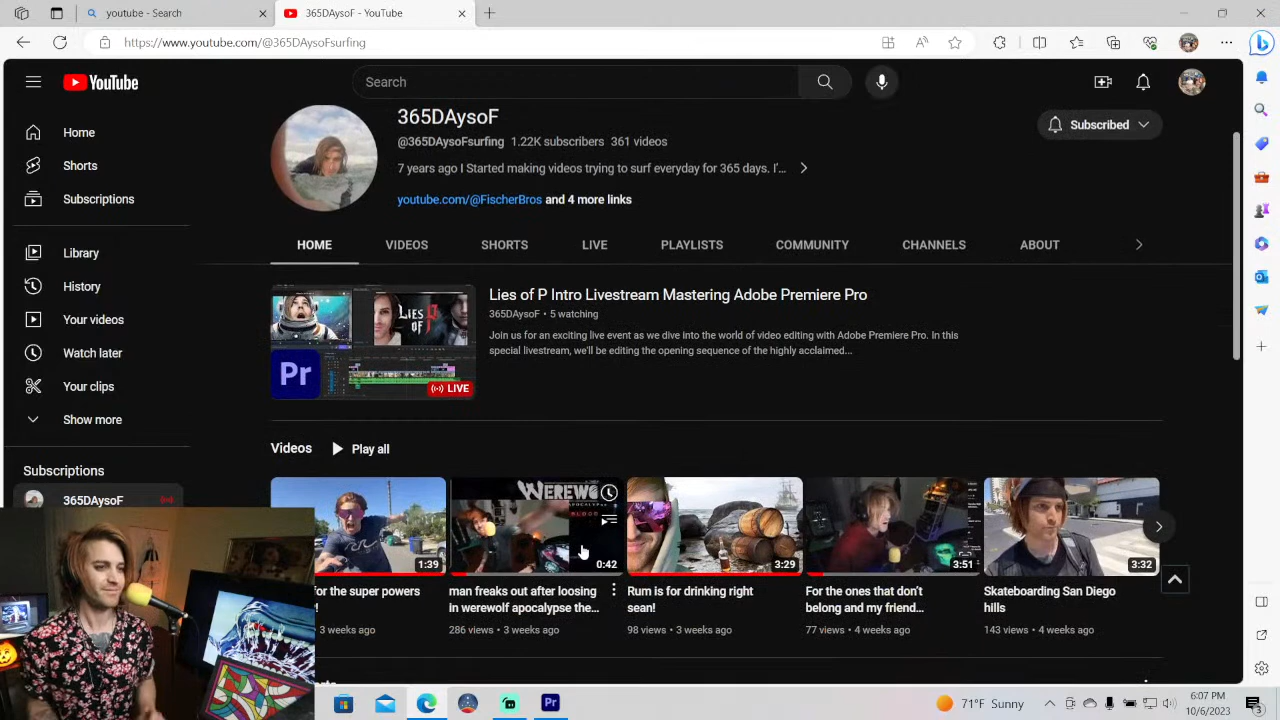 Search - YouTube
365DAysoF - YouTube
https://www.youtube.com/@365DAysoFsurfing
YouTube
Search
Home
Shorts
Subscriptions
Library
History
Your videos
Watch later
Your clips
Show more
Subscriptions
365DAysoF
365DAysoF
@365DAysoFsurfing 1.22K subscribers 361 videos
7 years ago I Started making videos trying to surf everyday for 365 days. I'...
youtube.com/@FischerBros and 4 more links
Subscribed
HOME VIDEOS SHORTS LIVE PLAYLISTS COMMUNITY CHANNELS ABOUT
LIES OF P
Pr
LIVE
Lies of P Intro Livestream Mastering Adobe Premiere Pro
365DAysoF • 5 watching
Join us for an exciting live event as we dive into the world of video editing with Adobe Premiere Pro. In this
special livestream, we'll be editing the opening sequence of the highly acclaimed...
Videos Play all
1:39
for the super powers
!
3 weeks ago
0:42
man freaks out after loosing
in werewolf apocalypse the...
286 views • 3 weeks ago
3:29
Rum is for drinking right
sean!
98 views • 3 weeks ago
3:51
For the ones that don't
belong and my friend...
77 views • 4 weeks ago
3:32
Skateboarding San Diego
hills
143 views • 4 weeks ago
Pr
71°F Sunny
6:07 PM
10/6/2023